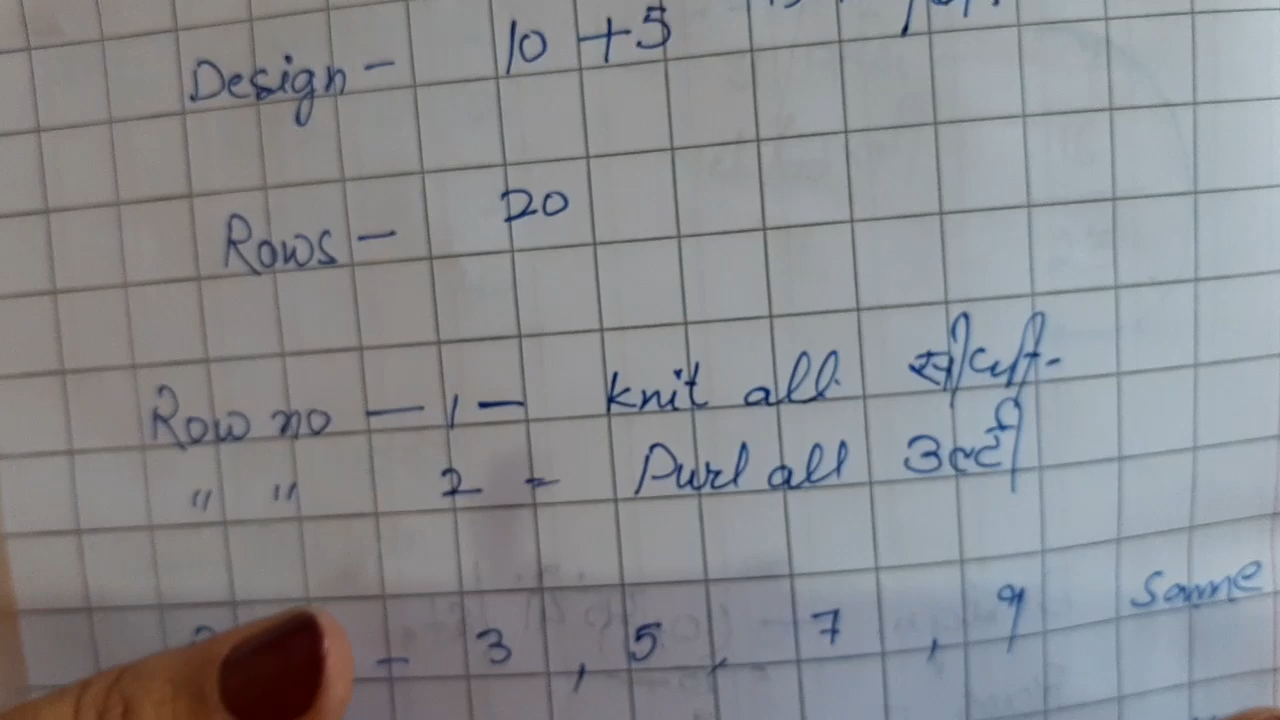 Design - 10 + 5
Rows - 20
Row no - 1 - knit all सीधी -
" " 2 - Purl all उल्टी
- 3 , 5 , 7 , 9 Same